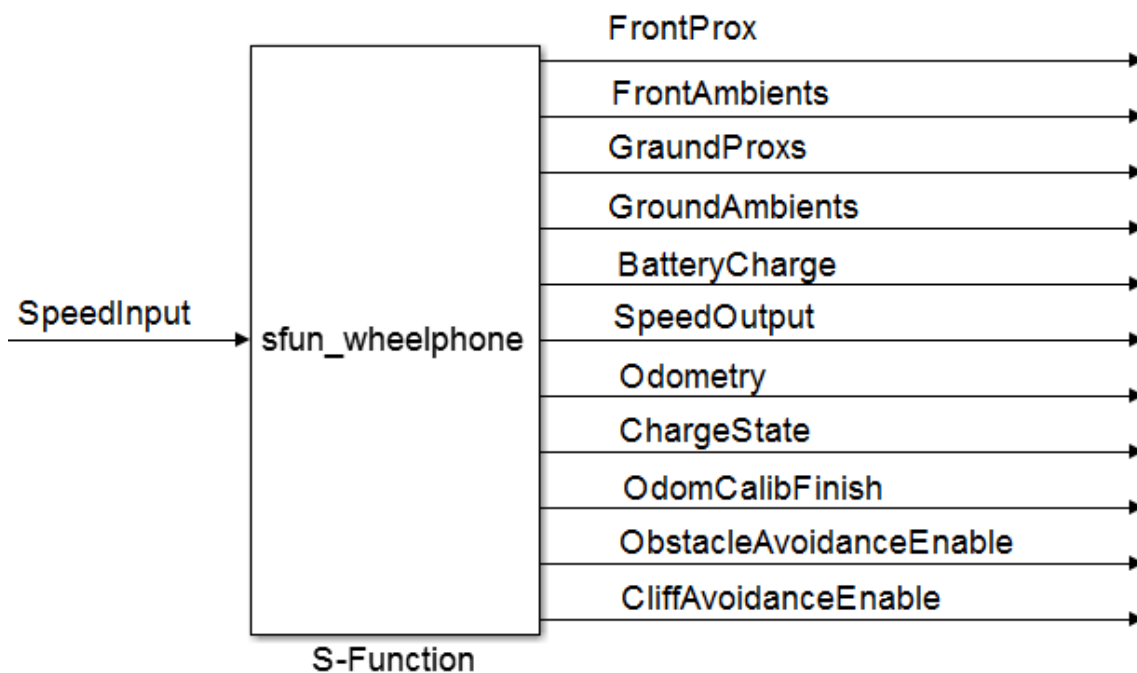 FrontProx
FrontAmbients
GraundProxs
GroundAmbients
BatteryCharge
SpeedInput
sfun_wheelphone
SpeedOutput
Odometry
ChargeState
OdomCalibFinish
ObstacleAvoidanceEnable
CliffAvoidanceEnable
S-Function